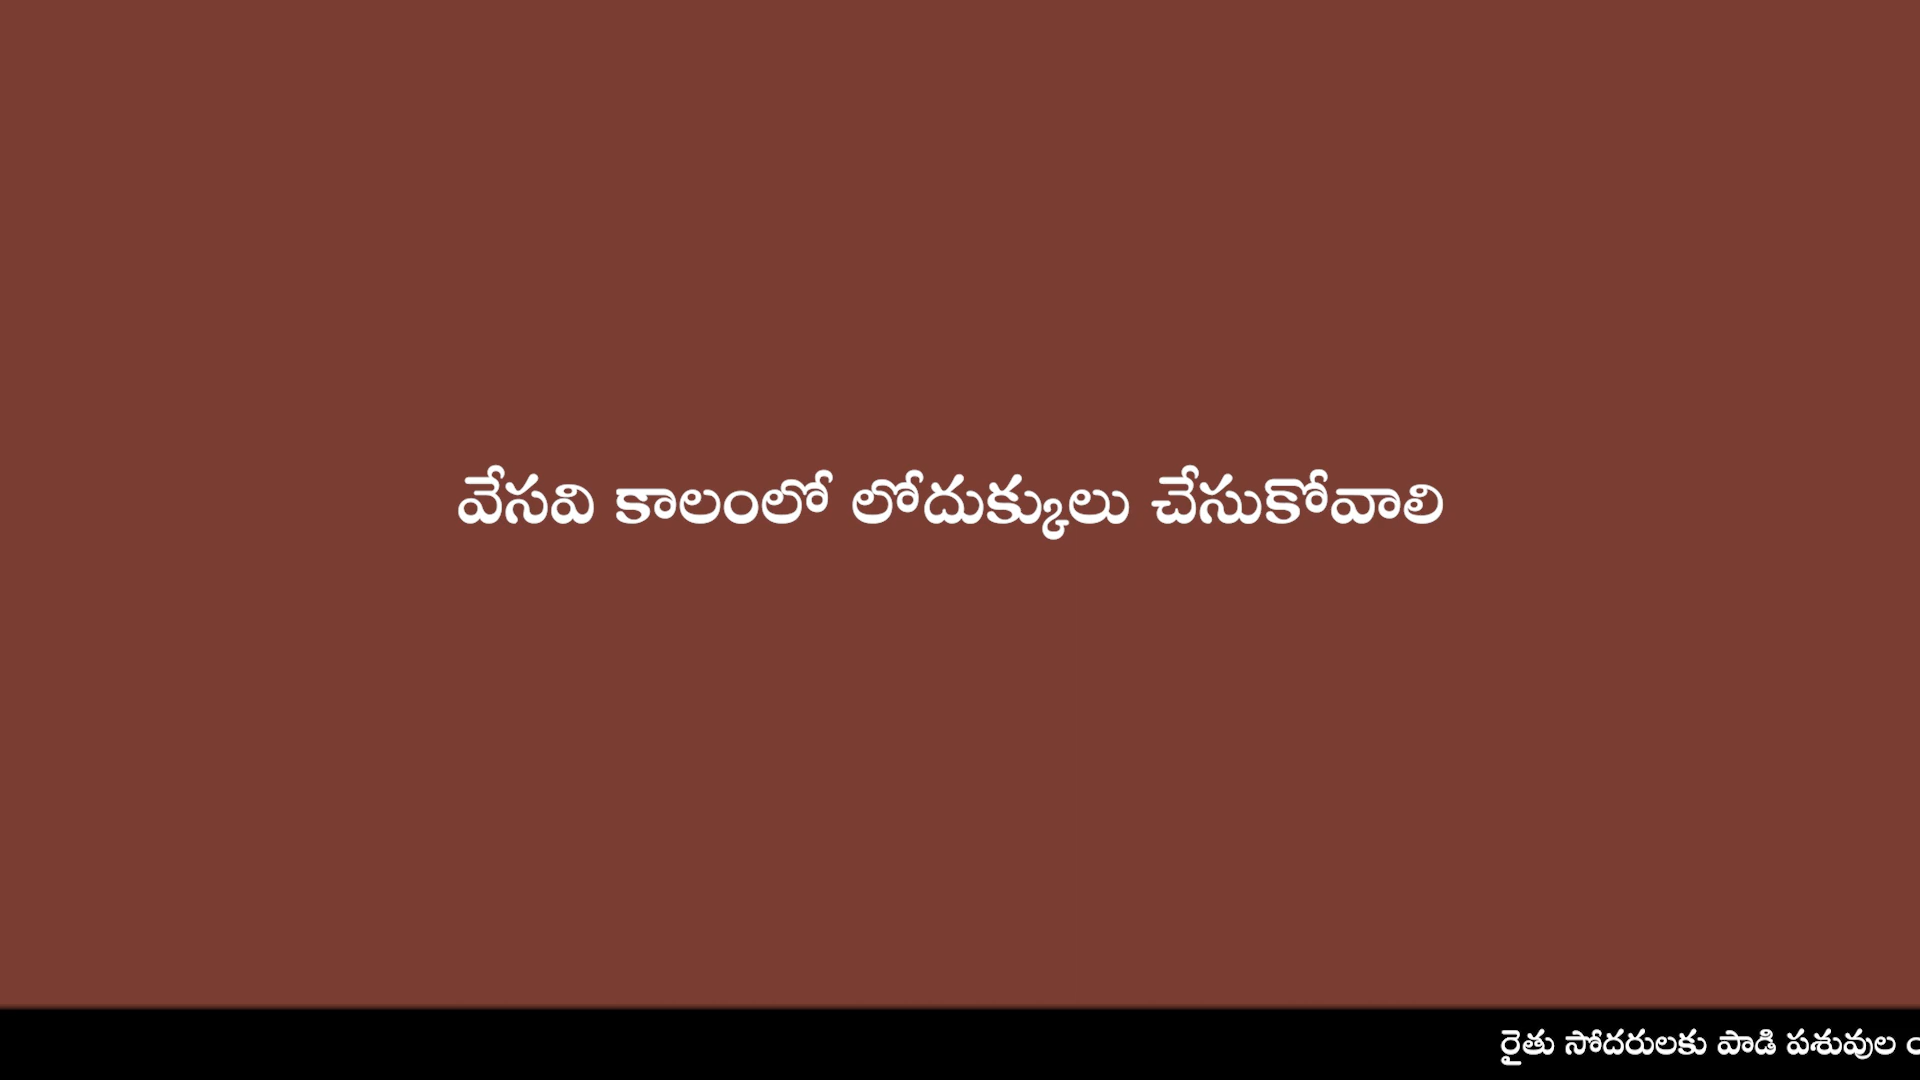 వేసవి కాలంలో లోదుక్కులు చేసుకోవాలి
రైతు సోదరులకు పాడి పశువుల